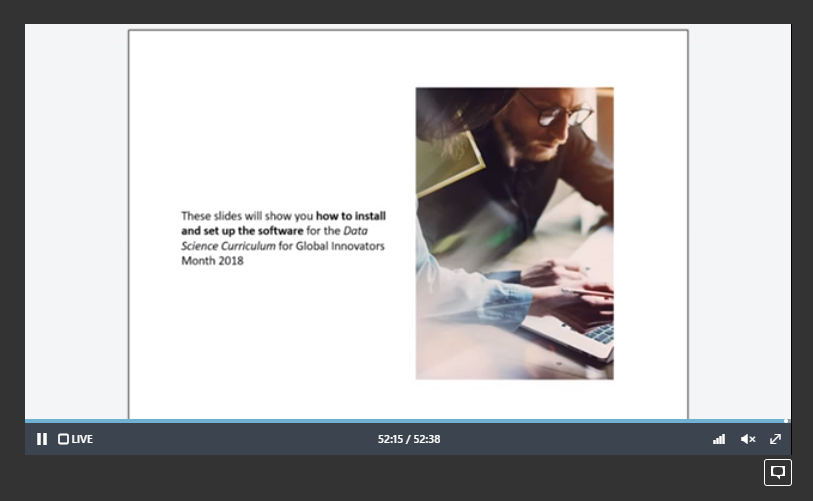 These slides will show you how to install
and set up the software for the Data
Science Curriculum for Global Innovators
Month 2018
LIVE
52:15 / 52:38